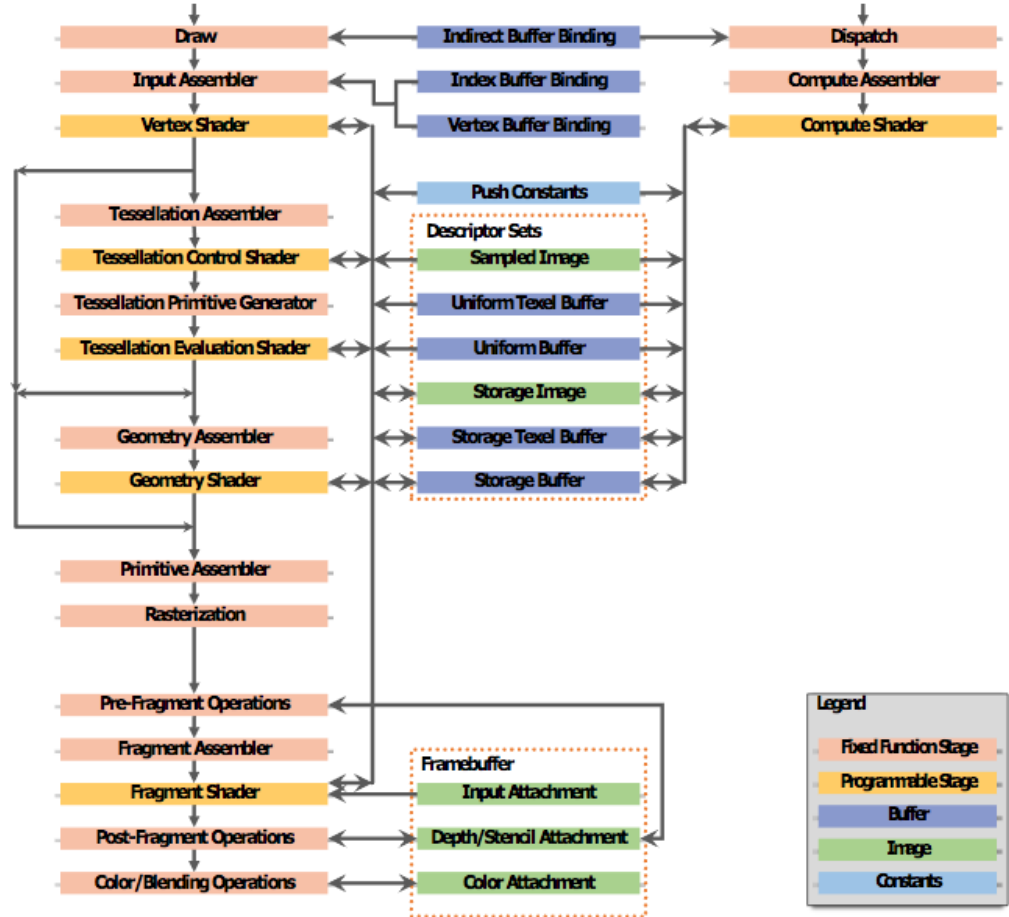 Draw
Indirect Buffer Binding
Dispatch
Input Assembler
Index Buffer Binding
Compute Assembler
Vertex Shader
Vertex Buffer Binding
Compute Shader
Push Constants
Tessellation Assembler
Descriptor Sets
Tessellation Control Shader
Sampled Image
Tessellation Primitive Generator
Uniform Texel Buffer
Tessellation Evaluation Shader
Uniform Buffer
Storage Image
Geometry Assembler
Storage Texel Buffer
Geometry Shader
Storage Buffer
Primitive Assembler
Rasterization
Pre-Fragment Operations
Fragment Assembler
Framebuffer
Fragment Shader
Input Attachment
Post-Fragment Operations
Depth/Stencil Attachment
Color/Blending Operations
Color Attachment
Legend
Fixed Function Stage
Programmable Stage
Buffer
Image
Constants